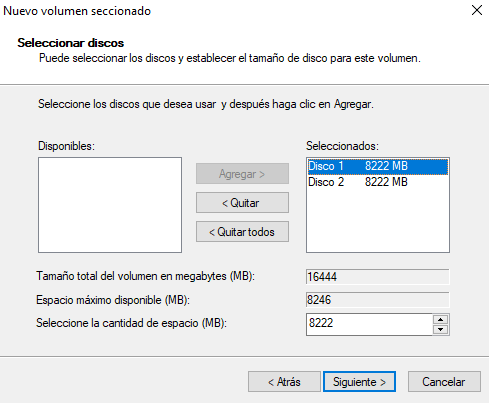 Nuevo volumen seccionado
Seleccionar discos
Puede seleccionar los discos y establecer el tamaño de disco para este volumen.
Seleccione los discos que desea usar y después haga clic en Agregar.
Disponibles:
Seleccionados:
Agregar >
< Quitar
< Quitar todos
Disco 1 8222 MB
Disco 2 8222 MB
Tamaño total del volumen en megabytes (MB): 16444
Espacio máximo disponible (MB): 8246
Seleccione la cantidad de espacio (MB): 8222
< Atrás Siguiente > Cancelar